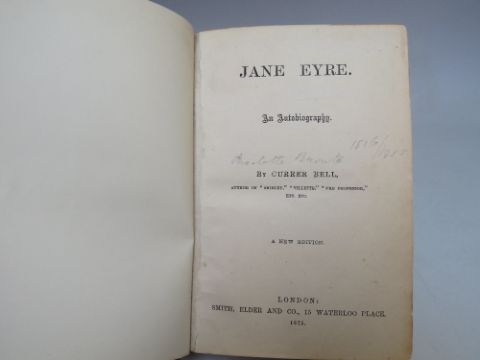 JANE EYRE.
An Autobiography.
Charlotte Bronte
BY CURRER BELL,
AUTHOR OF "SHIRLEY," "VILLETTE," "THE PROFESSOR,"
ETC. ETC.
A NEW EDITION.
LONDON:
SMITH, ELDER AND CO., 15 WATERLOO PLACE.